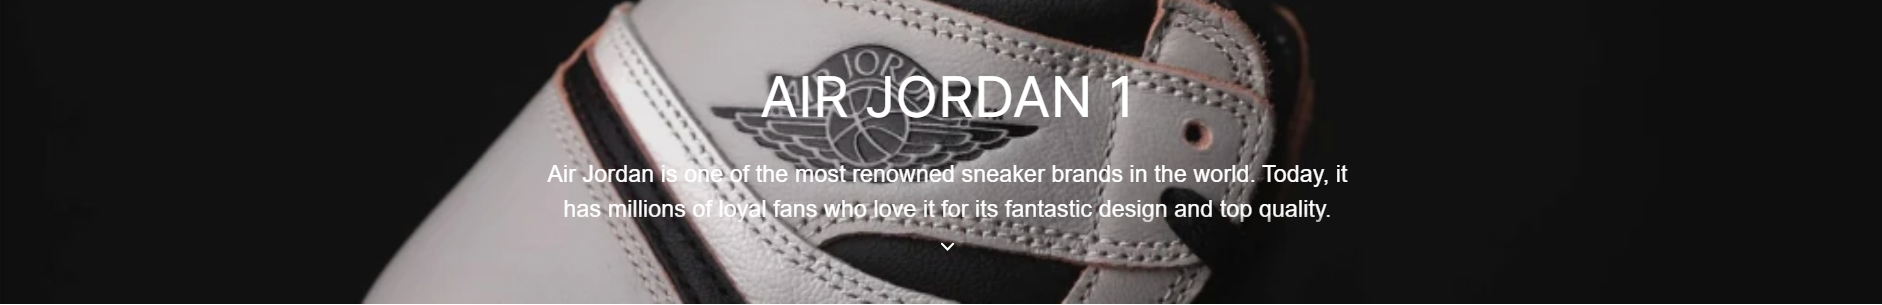 AIR JORDAN 1
Air Jordan is one of the most renowned sneaker brands in the world. Today, it
has millions of loyal fans who love it for its fantastic design and top quality.